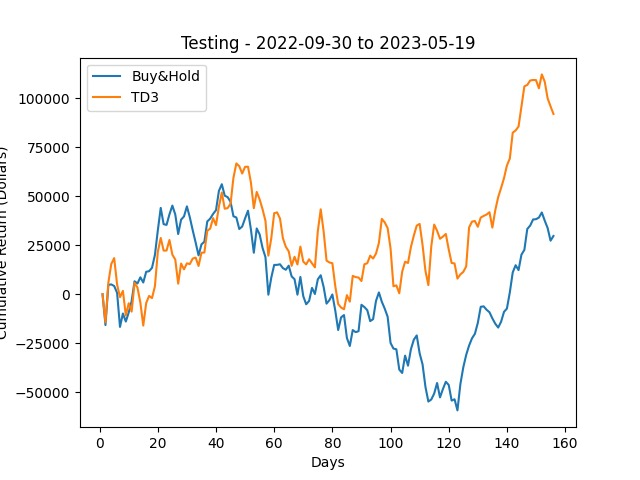 Testing - 2022-09-30 to 2023-05-19
Buy&Hold
TD3
100000
75000
50000
25000
0
−25000
−50000
Cumulative Return (Dollars)
0 20 40 60 80 100 120 140 160
Days